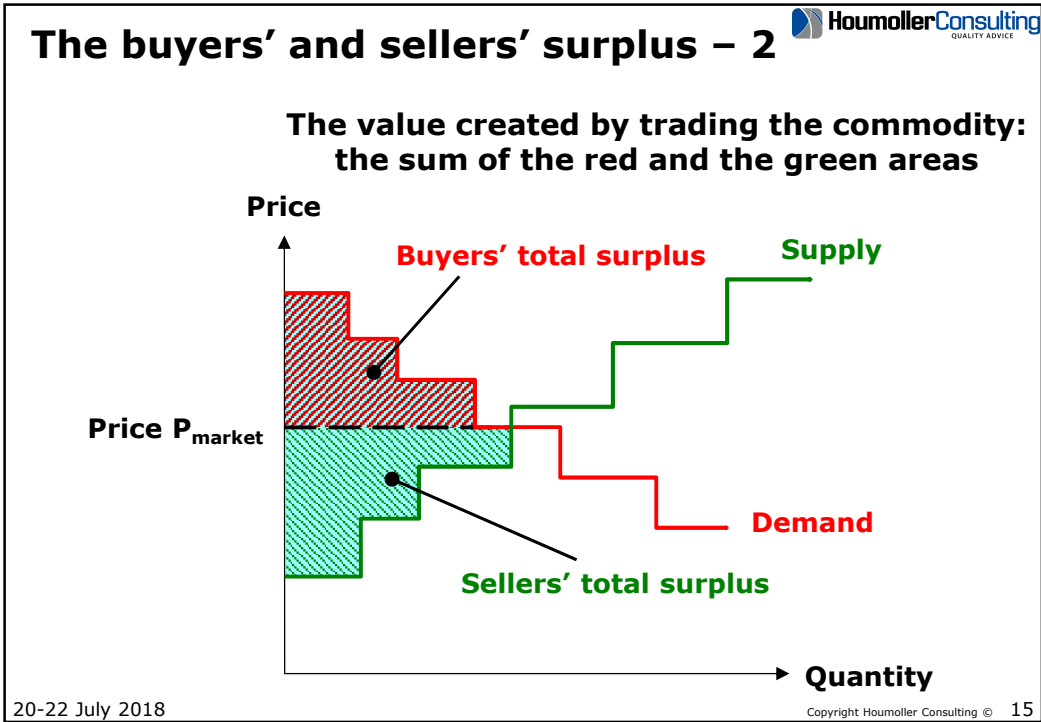 The buyers’ and sellers’ surplus – 2
HoumollerConsulting
QUALITY ADVICE
The value created by trading the commodity:
the sum of the red and the green areas
Price
Buyers’ total surplus
Supply
Price Pmarket
Demand
Sellers’ total surplus
Quantity
20-22 July 2018
Copyright Houmoller Consulting © 15